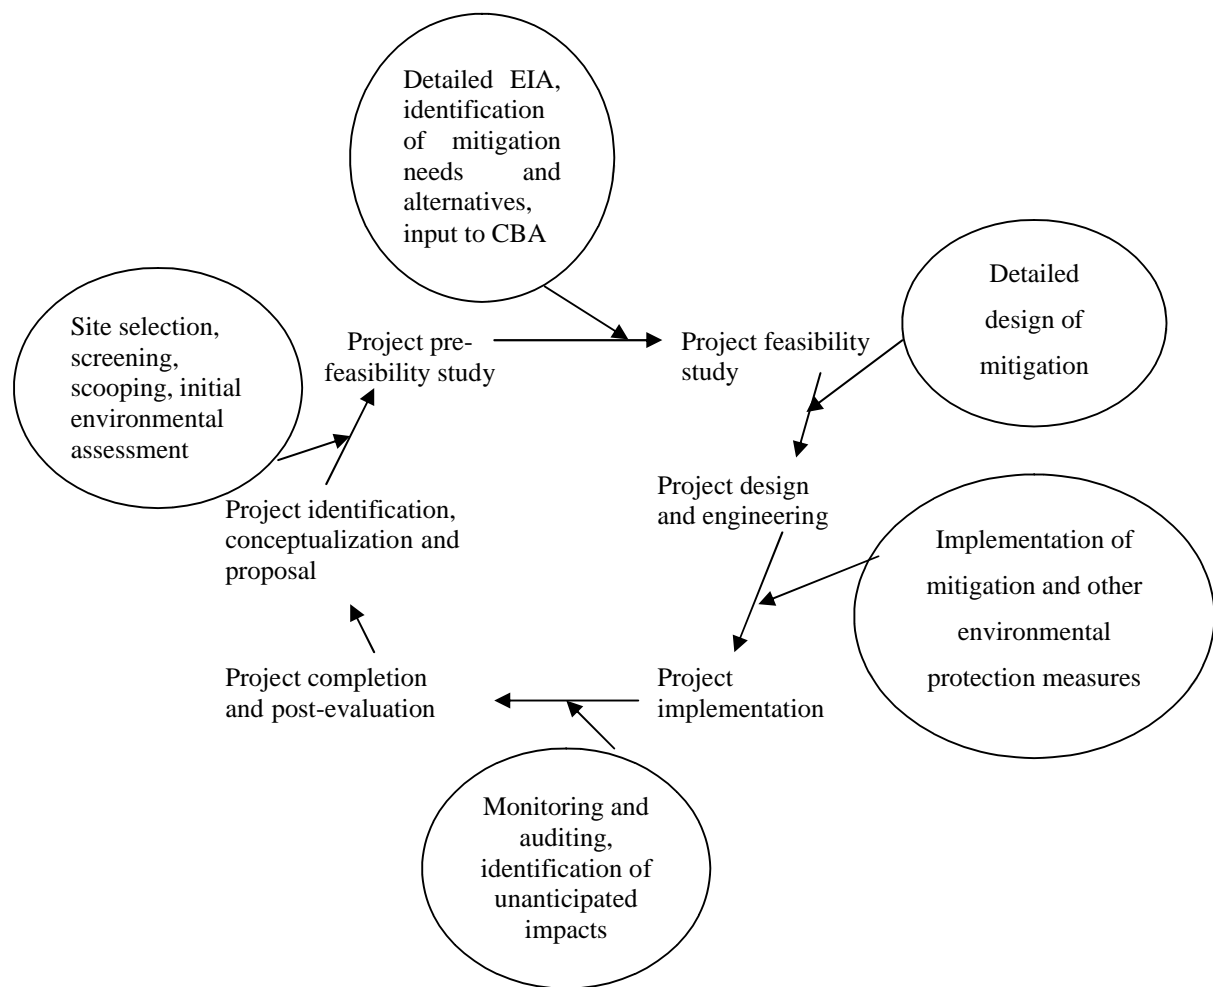 Detailed EIA,
identification
of mitigation
needs and
alternatives,
input to CBA
Site selection,
screening,
scooping, initial
environmental
assessment
Project pre-
feasibility study
Project feasibility
study
Detailed
design of
mitigation
Project identification,
conceptualization and
proposal
Project design
and engineering
Implementation of
mitigation and other
environmental
protection measures
Project completion
and post-evaluation
Project
implementation
Monitoring and
auditing,
identification of
unanticipated
impacts